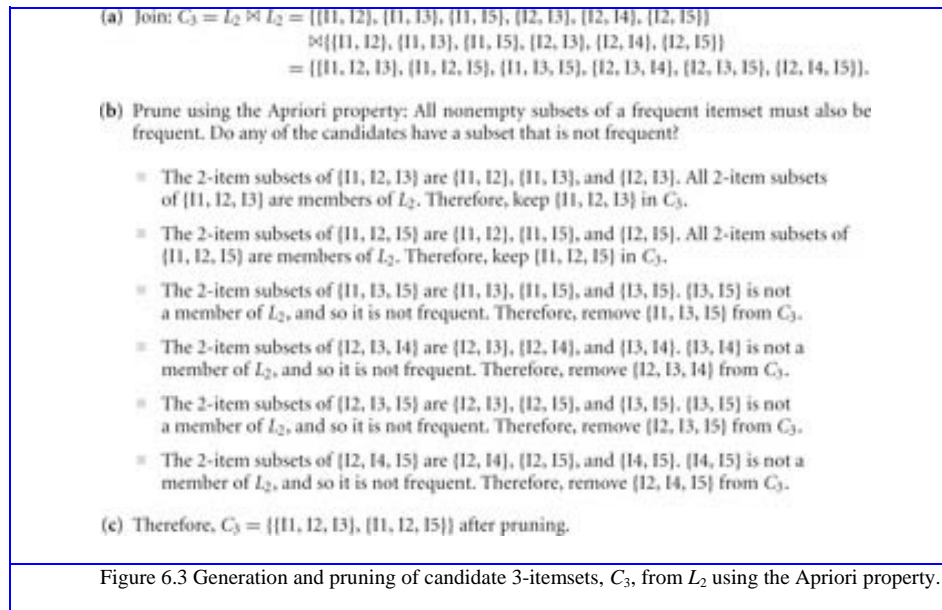 (a) Join: C₃ = L₂ ⋈ L₂ = {{I1, I2}, {I1, I3}, {I1, I5}, {I2, I3}, {I2, I4}, {I2, I5}}
⋈{{I1, I2}, {I1, I3}, {I1, I5}, {I2, I3}, {I2, I4}, {I2, I5}}
= {{I1, I2, I3}, {I1, I2, I5}, {I1, I3, I5}, {I2, I3, I4}, {I2, I3, I5}, {I2, I4, I5}}.
(b) Prune using the Apriori property: All nonempty subsets of a frequent itemset must also be
frequent. Do any of the candidates have a subset that is not frequent?
The 2-item subsets of {I1, I2, I3} are {I1, I2}, {I1, I3}, and {I2, I3}. All 2-item subsets
of {I1, I2, I3} are members of L₂. Therefore, keep {I1, I2, I3} in C₃.
The 2-item subsets of {I1, I2, I5} are {I1, I2}, {I1, I5}, and {I2, I5}. All 2-item subsets of
{I1, I2, I5} are members of L₂. Therefore, keep {I1, I2, I5} in C₃.
The 2-item subsets of {I1, I3, I5} are {I1, I3}, {I1, I5}, and {I3, I5}. {I3, I5} is not
a member of L₂, and so it is not frequent. Therefore, remove {I1, I3, I5} from C₃.
The 2-item subsets of {I2, I3, I4} are {I2, I3}, {I2, I4}, and {I3, I4}. {I3, I4} is not a
member of L₂, and so it is not frequent. Therefore, remove {I2, I3, I4} from C₃.
The 2-item subsets of {I2, I3, I5} are {I2, I3}, {I2, I5}, and {I3, I5}. {I3, I5} is not
a member of L₂, and so it is not frequent. Therefore, remove {I2, I3, I5} from C₃.
The 2-item subsets of {I2, I4, I5} are {I2, I4}, {I2, I5}, and {I4, I5}. {I4, I5} is not a
member of L₂, and so it is not frequent. Therefore, remove {I2, I4, I5} from C₃.
(c) Therefore, C₃ = {{I1, I2, I3}, {I1, I2, I5}} after pruning.
Figure 6.3 Generation and pruning of candidate 3-itemsets, C₃, from L₂ using the Apriori property.